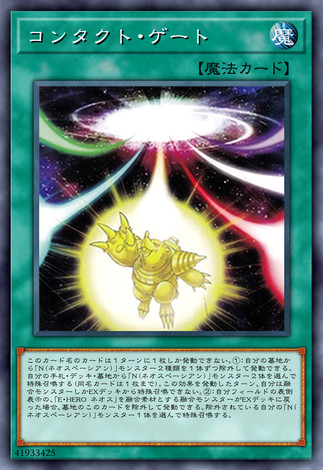 コンタクト・ゲート
魔
【魔法カード】
このカード名のカードは1ターンに1枚しか発動できない。①:自分の墓地か
ら「N(ネオスペーシアン)」モンスター2種類を1体ずつ除外して発動できる。
自分の手札・デッキ・墓地から「N(ネオスペーシアン)」モンスター2体を選んで
特殊召喚する(同名カードは1枚まで)。この効果を発動したターン、自分は融
合モンスターしかEXデッキから特殊召喚できない。②:自分フィールドの表側
表示の、「E・HERO ネオス」を融合素材とする融合モンスターがEXデッキに戻
った場合、墓地のこのカードを除外して発動できる。除外されている自分の「N(
ネオスペーシアン)」モンスター1体を選んで特殊召喚する。
41933425